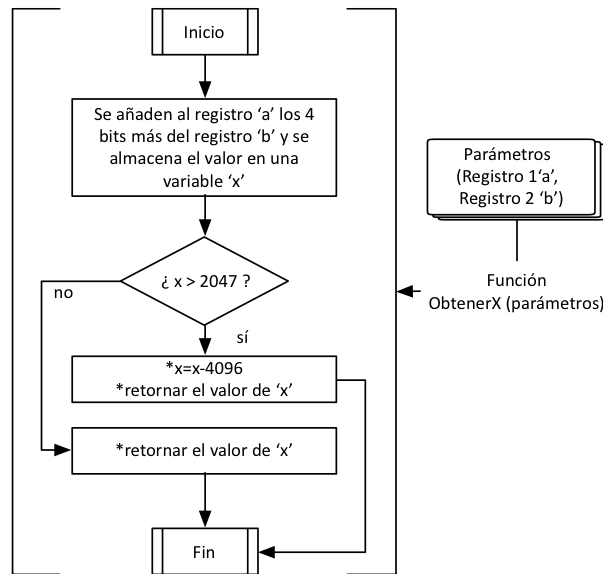 Inicio
Se añaden al registro ‘a’ los 4
bits más del registro ‘b’ y se
almacena el valor en una
variable ‘x’
Parámetros
(Registro 1‘a’,
Registro 2 ‘b’)
¿ x > 2047 ?
no
Función
ObtenerX (parámetros)
sí
*x=x-4096
*retornar el valor de ‘x’
*retornar el valor de ‘x’
Fin